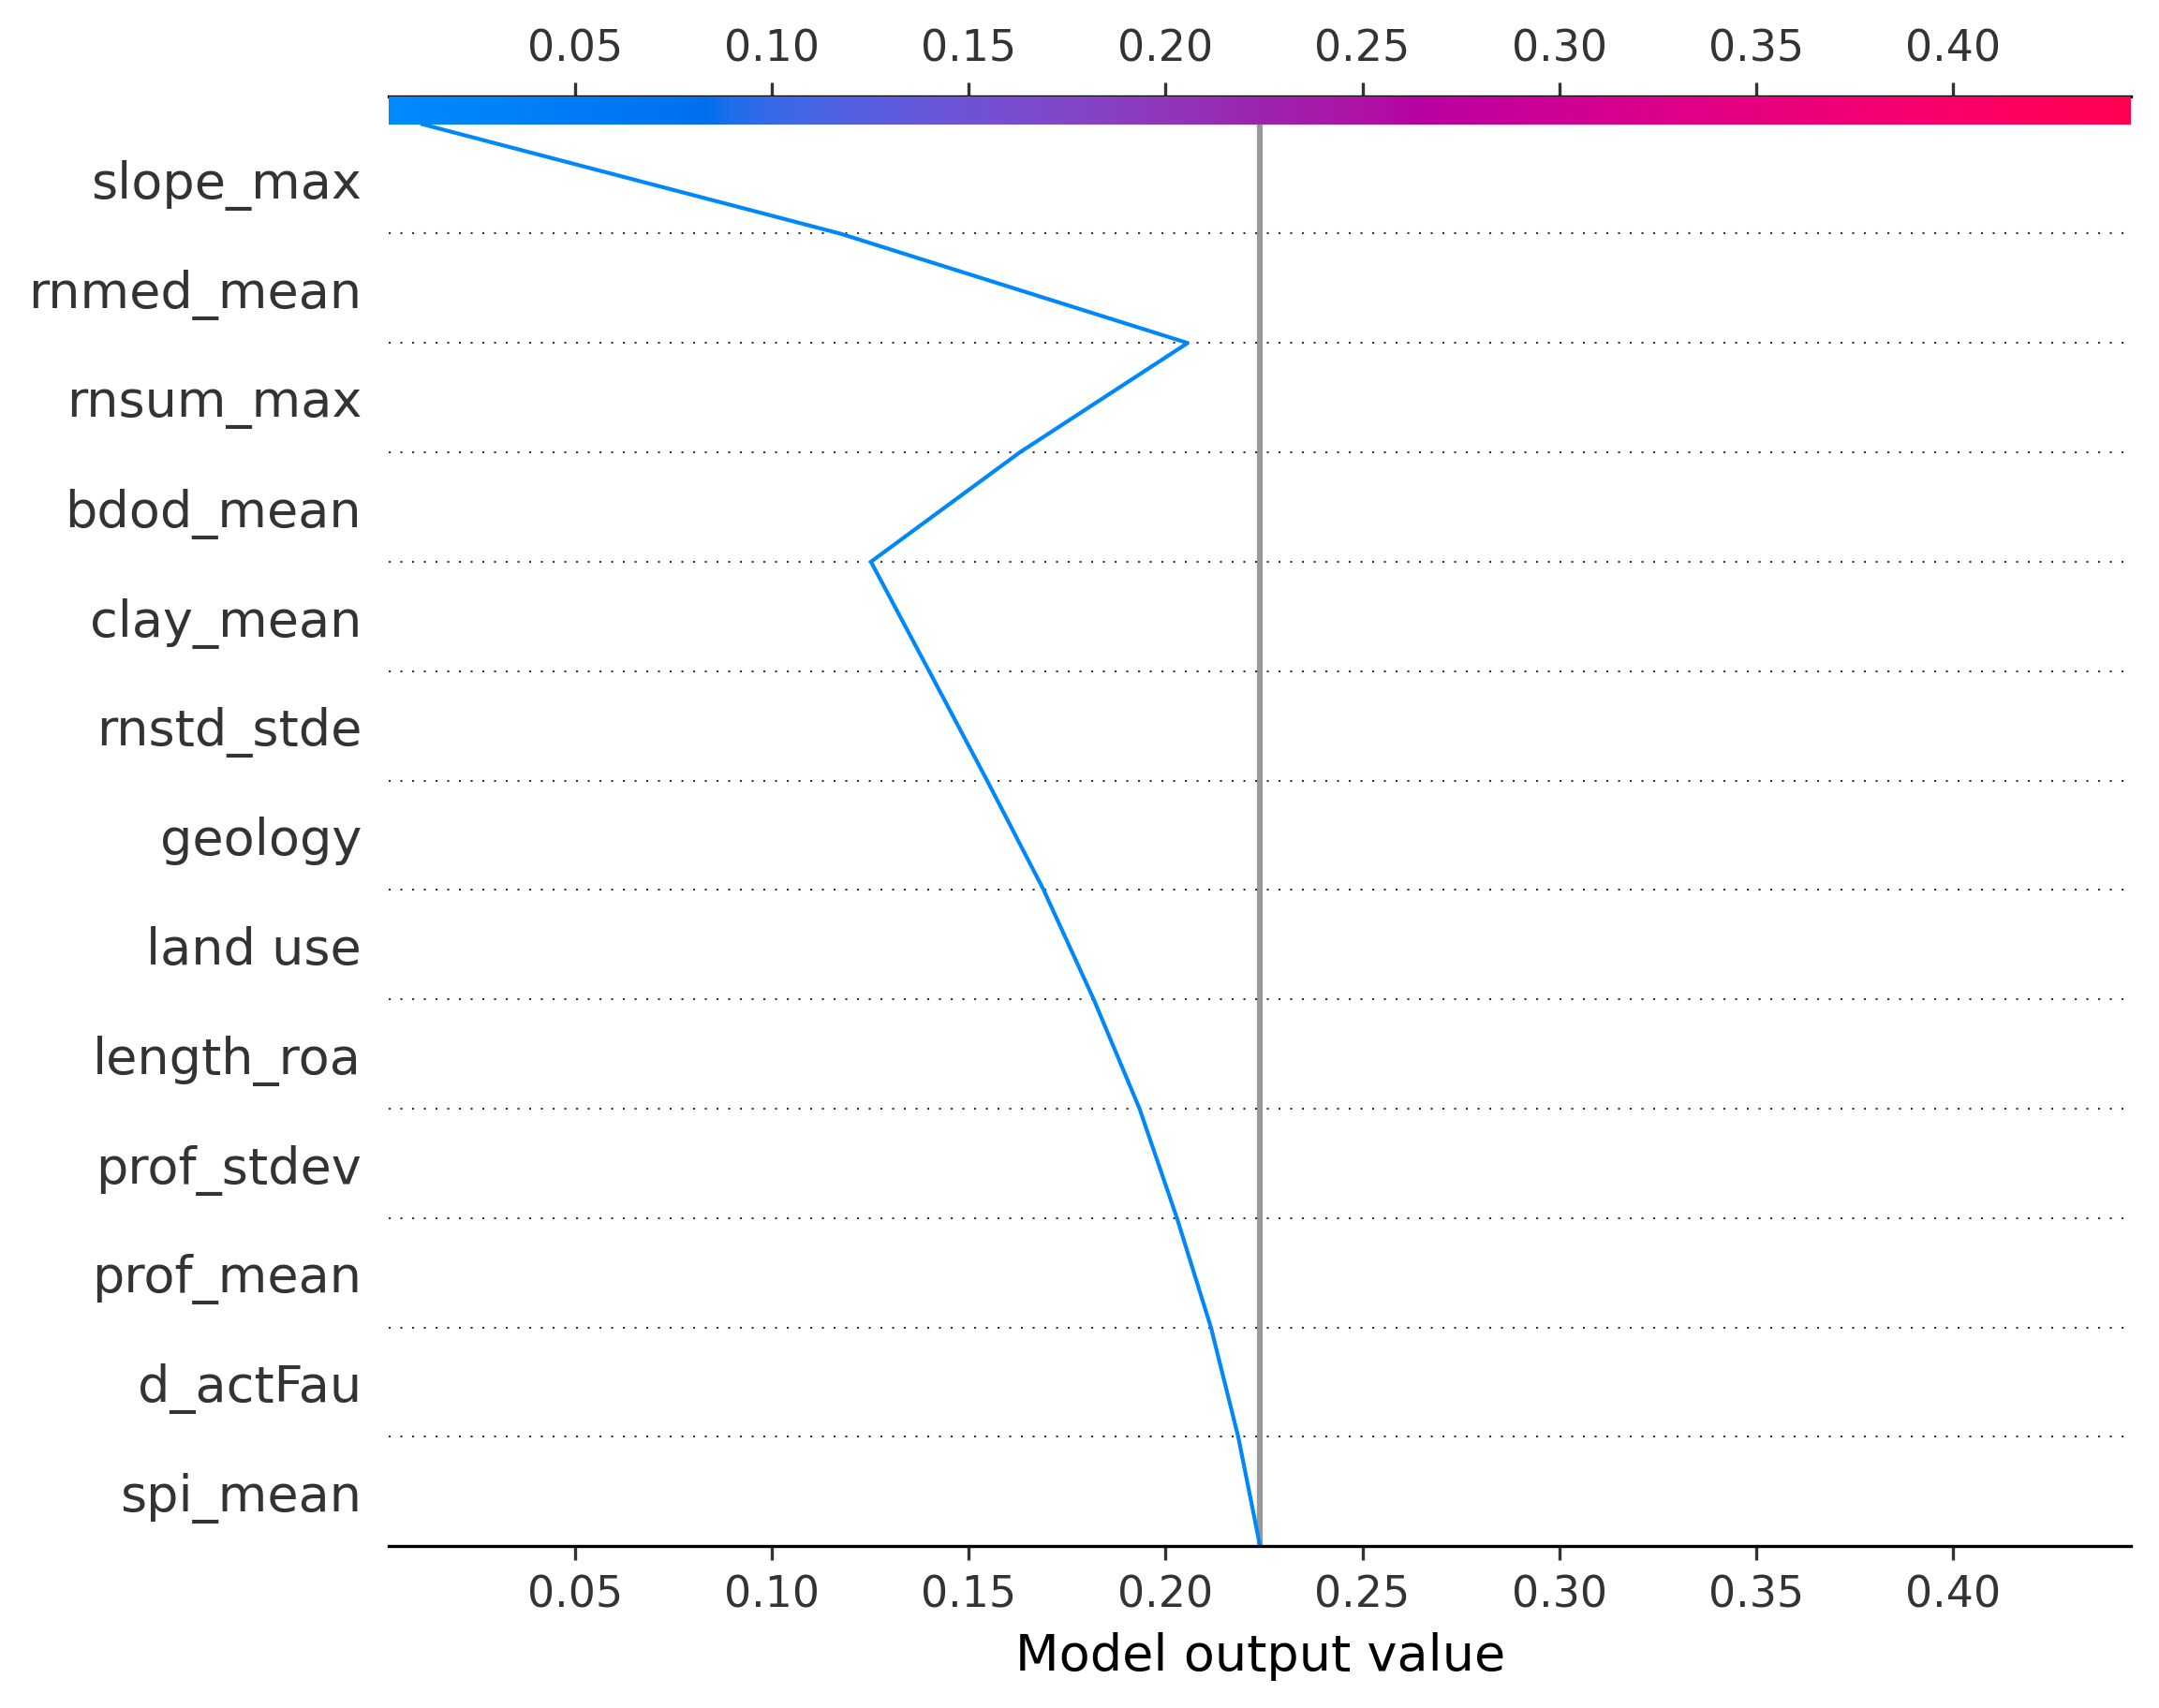 0.05 0.10 0.15 0.20 0.25 0.30 0.35 0.40
slope_max
rnmed_mean
rnsum_max
bdod_mean
clay_mean
rnstd_stde
geology
land use
length_roa
prof_stdev
prof_mean
d_actFau
spi_mean
0.05 0.10 0.15 0.20 0.25 0.30 0.35 0.40
Model output value